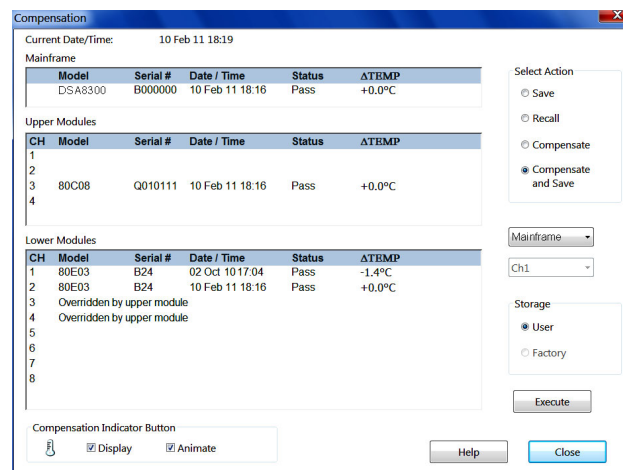 Compensation
Current Date/Time: 10 Feb 11 18:19
Mainframe
Model Serial # Date / Time Status ΔTEMP
DSA8300 B000000 10 Feb 11 18:16 Pass +0.0ºC
Upper Modules
CH Model Serial # Date / Time Status ΔTEMP
1
2
3 80C08 Q010111 10 Feb 11 18:16 Pass +0.0ºC
4
Lower Modules
CH Model Serial # Date / Time Status ΔTEMP
1 80E03 B24 02 Oct 10 17:04 Pass -1.4ºC
2 80E03 B24 10 Feb 11 18:16 Pass +0.0ºC
3 Overridden by upper module
4 Overridden by upper module
5
6
7
8
Compensation Indicator Button
Display Animate
Select Action
Save
Recall
Compensate
Compensate
and Save
Mainframe
Ch1
Storage
User
Factory
Execute
Help Close